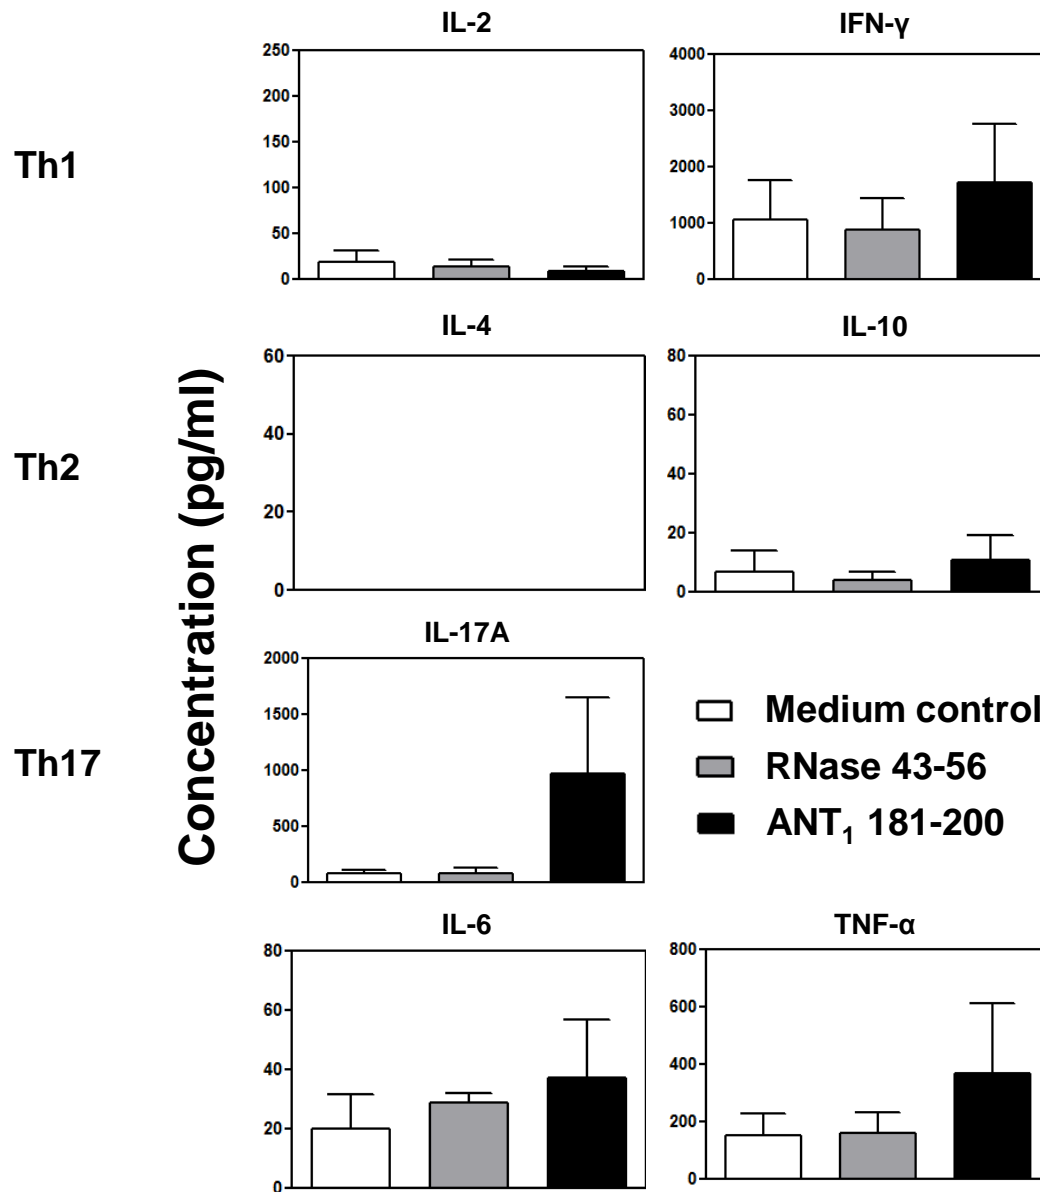 IL-2
250
200
150
100
50
0
IFN-γ
4000
3000
2000
1000
0
Th1
IL-4
60
40
20
0
IL-10
80
60
40
20
0
Th2
Concentration (pg/ml)
IL-17A
2000
1500
1000
500
0
Th17
Medium control
RNase 43-56
ANT₁ 181-200
IL-6
80
60
40
20
0
TNF-α
800
600
400
200
0